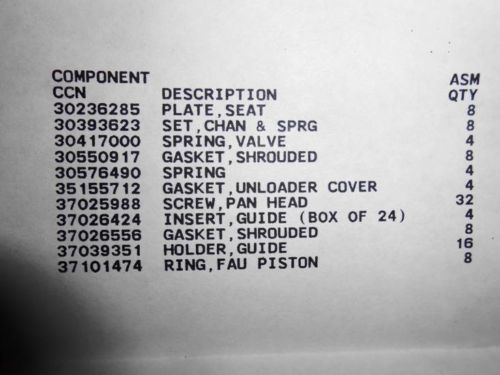 COMPONENT ASM
CCN DESCRIPTION QTY
30236285 PLATE,SEAT 8
30393623 SET,CHAN & SPRG 8
30417000 SPRING,VALVE 4
30550917 GASKET,SHROUDED 8
30576490 SPRING 4
35155712 GASKET,UNLOADER COVER 4
37025988 SCREW,PAN HEAD 32
37026424 INSERT,GUIDE (BOX OF 24) 4
37026556 GASKET,SHROUDED 8
37039351 HOLDER,GUIDE 16
37101474 RING,FAU PISTON 8